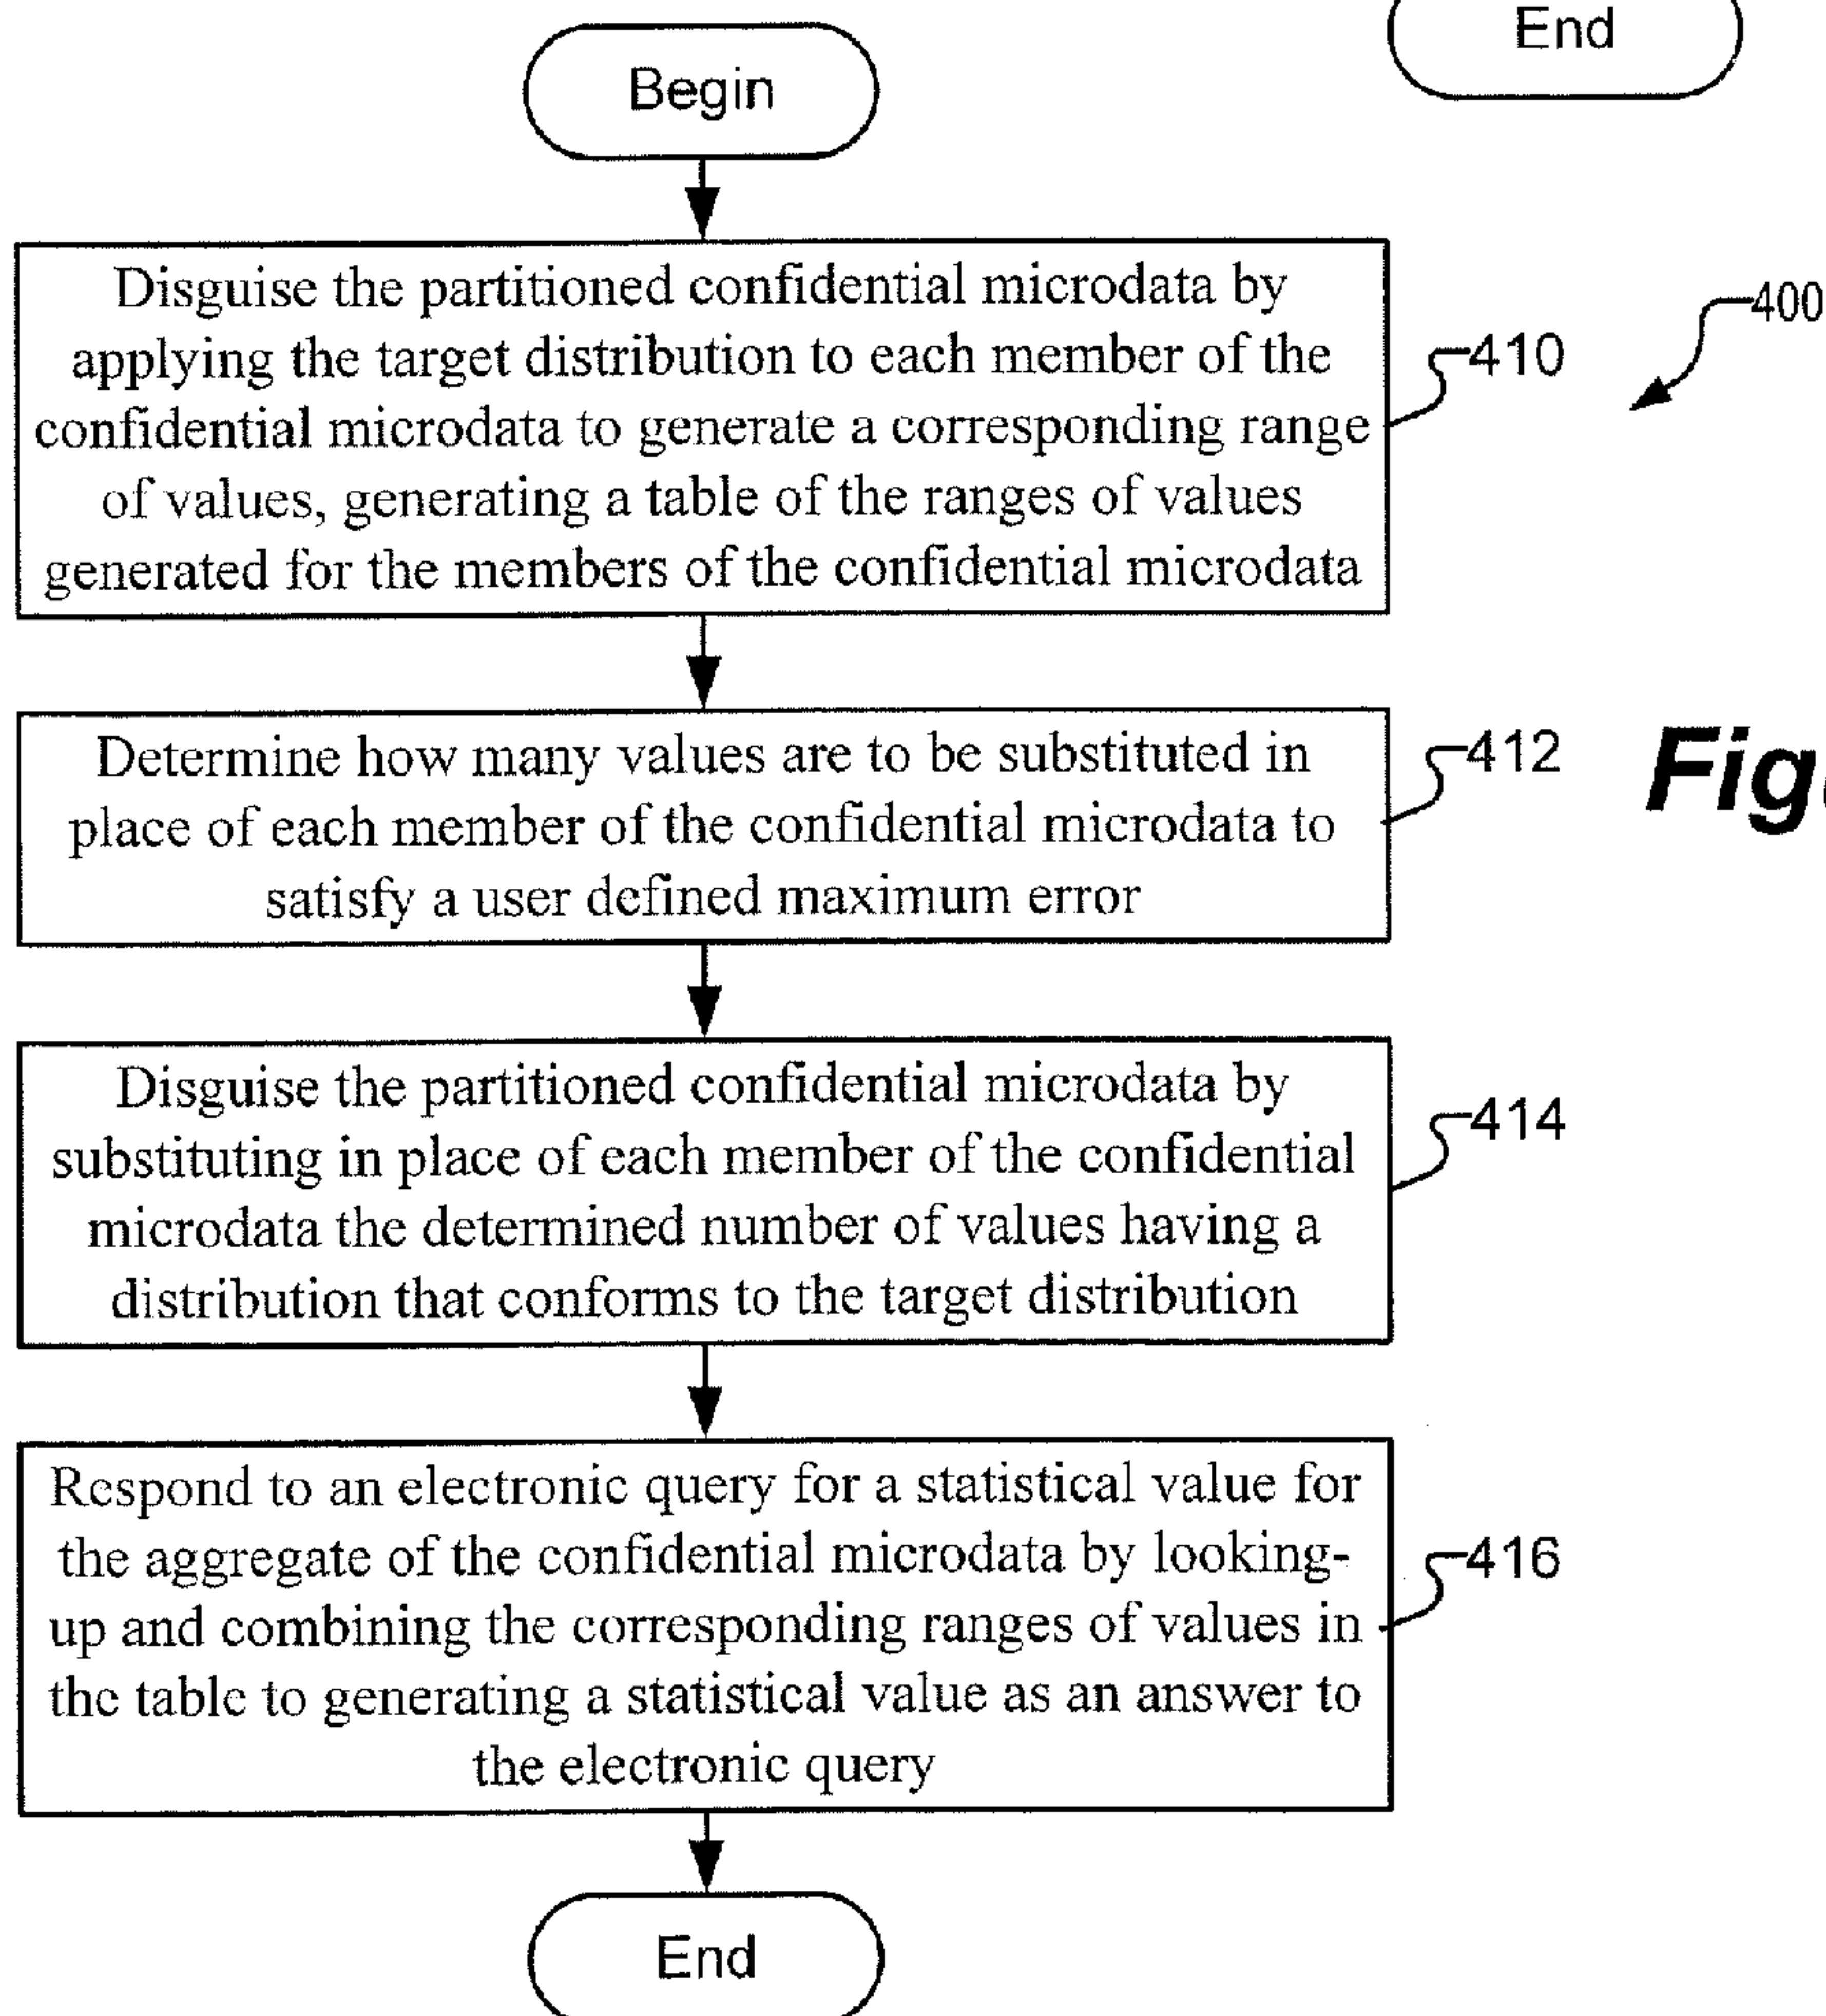 End
Begin
Disguise the partitioned confidential microdata by
applying the target distribution to each member of the
confidential microdata to generate a corresponding range
of values, generating a table of the ranges of values
generated for the members of the confidential microdata
400
410
Determine how many values are to be substituted in
place of each member of the confidential microdata to
satisfy a user defined maximum error
412
Fig
Disguise the partitioned confidential microdata by
substituting in place of each member of the confidential
microdata the determined number of values having a
distribution that conforms to the target distribution
414
Respond to an electronic query for a statistical value for
the aggregate of the confidential microdata by looking-
up and combining the corresponding ranges of values in
the table to generating a statistical value as an answer to
the electronic query
416
End